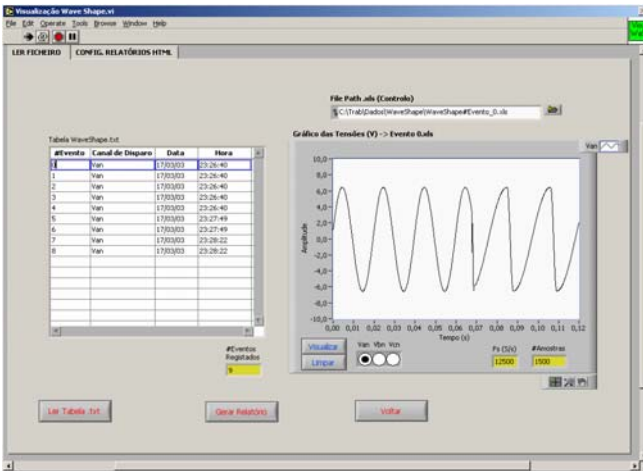 Visualização Wave Shape.vi
File Edit Operate Tools Browse Window Help
LER FICHEIRO CONFIG. RELATÓRIOS HTML
File Path .xls (Controlo)
C:\Trab\Dados\WaveShape\WaveShape#Evento_0.xls
Tabela WaveShape.txt
#Evento Canal de Disparo Data Hora
0 Van 17/03/03 23:26:40
1 Van 17/03/03 23:26:40
2 Van 17/03/03 23:26:40
3 Van 17/03/03 23:26:40
5 Van 17/03/03 23:27:49
6 Van 17/03/03 23:27:49
7 Van 17/03/03 23:28:22
8 Van 17/03/03 23:28:22
#Eventos
Registados
9
Gráfico das Tensões (V) -> Evento 0.xls
Van
Amplitude
10,0
8,0
6,0
4,0
2,0
0,0
-2,0
-4,0
-6,0
-8,0
-10,0
0,00 0,01 0,02 0,03 0,04 0,05 0,06 0,07 0,08 0,09 0,10 0,11 0,12
Tempo (s)
Visualizar
Limpar
Van Vbn Vcn
Fs (S/s) #Amostras
12500 1500
Ler Tabela .txt Gerar Relatório Voltar